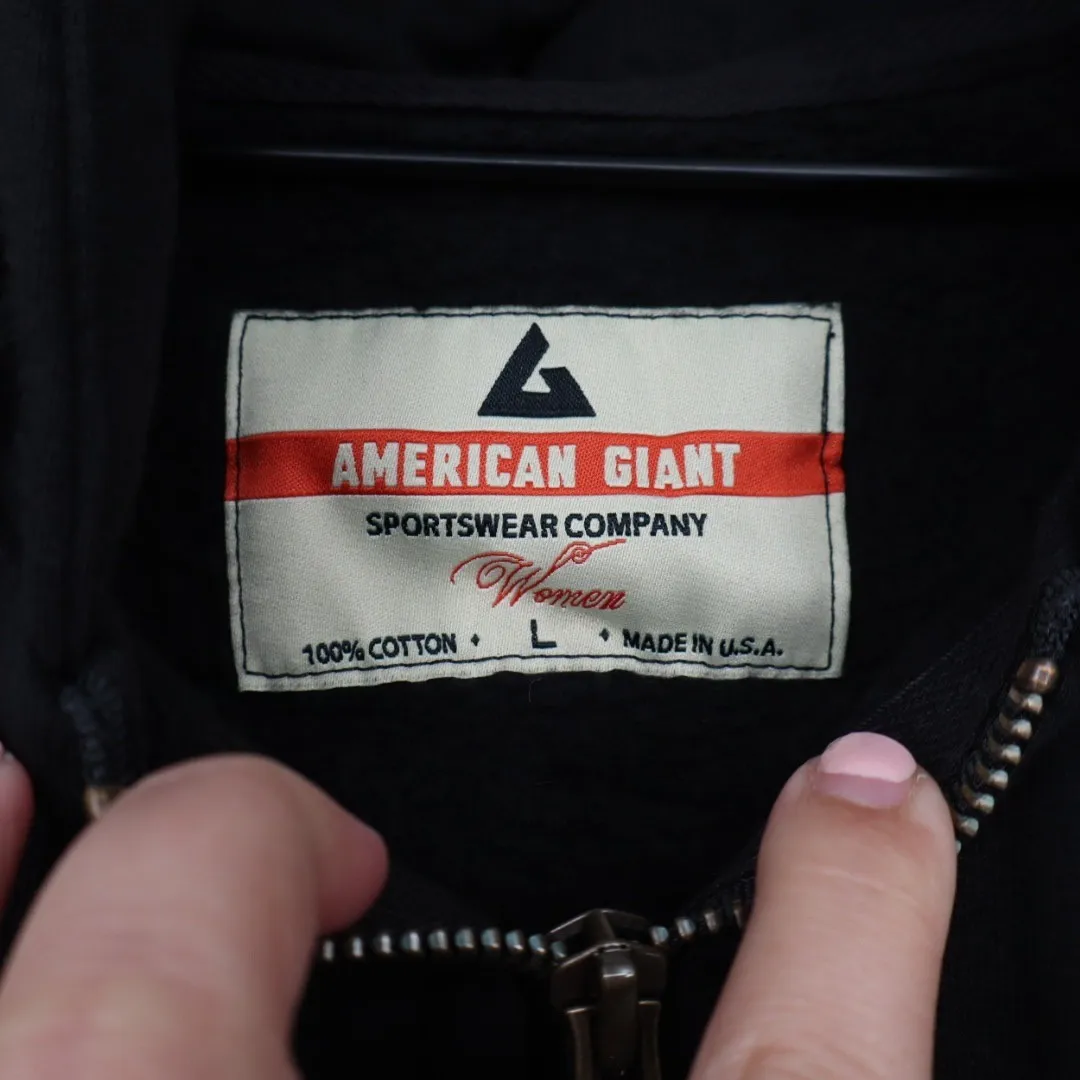 AMERICAN GIANT
SPORTSWEAR COMPANY
Women
100% COTTON • L • MADE IN U.S.A.